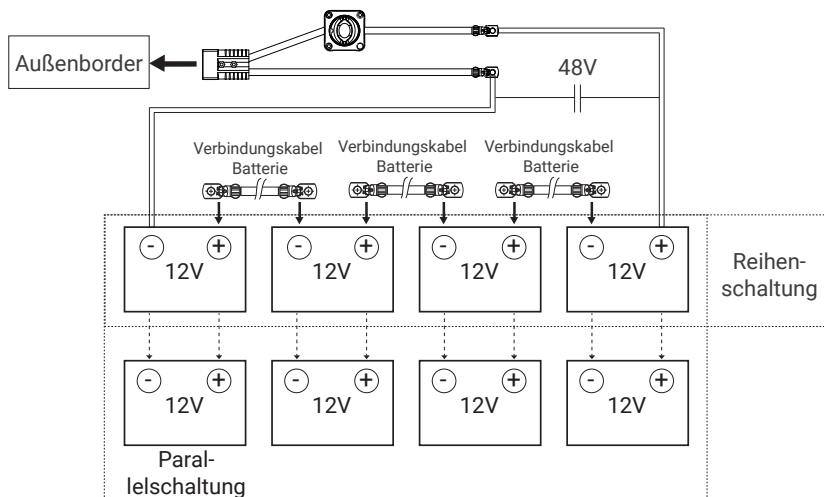 Außenborder
48V
Verbindungskabel
Batterie
Verbindungskabel
Batterie
Verbindungskabel
Batterie
- +
12V
- +
12V
- +
12V
- +
12V
Reihen-
schaltung
- +
12V
- +
12V
- +
12V
- +
12V
Paral-
lelschaltung